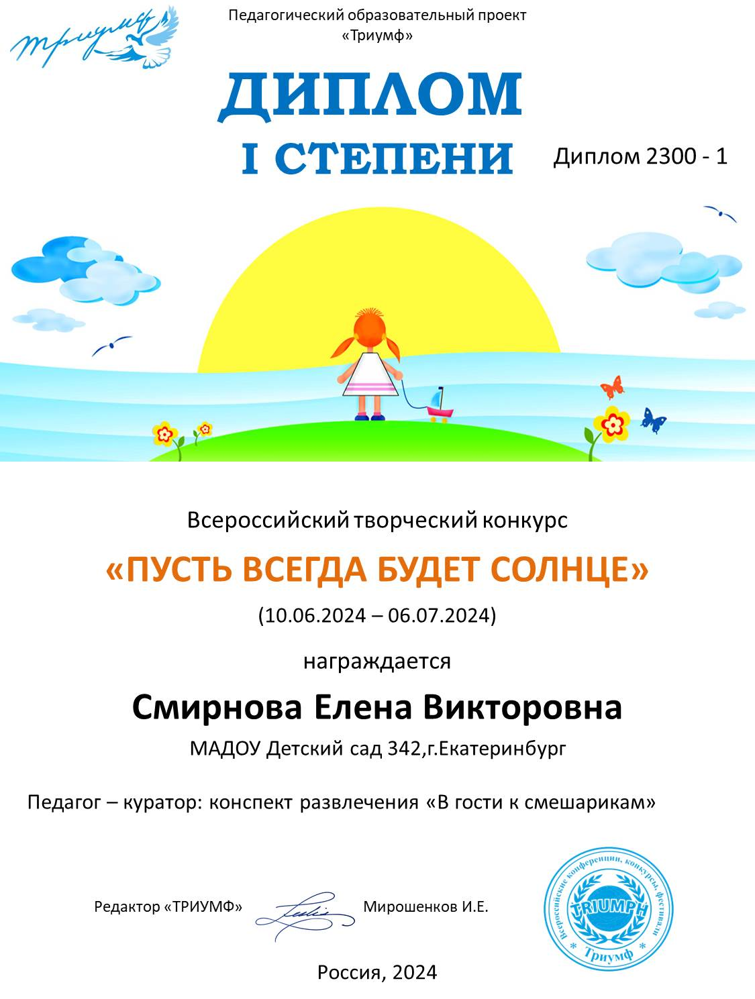 триумф
Педагогический образовательный проект
«Триумф»
ДИПЛОМ
I СТЕПЕНИ
Диплом 2300 - 1
Всероссийский творческий конкурс
«ПУСТЬ ВСЕГДА БУДЕТ СОЛНЦЕ»
(10.06.2024 – 06.07.2024)
награждается
Смирнова Елена Викторовна
МАДОУ Детский сад 342,г.Екатеринбург
Педагог – куратор: конспект развлечения «В гости к смешарикам»
Всероссийские конференции, конкурсы, фестивали
TRIUMPH
* Триумф *
Редактор «ТРИУМФ»
Мирошенков И.Е.
Россия, 2024